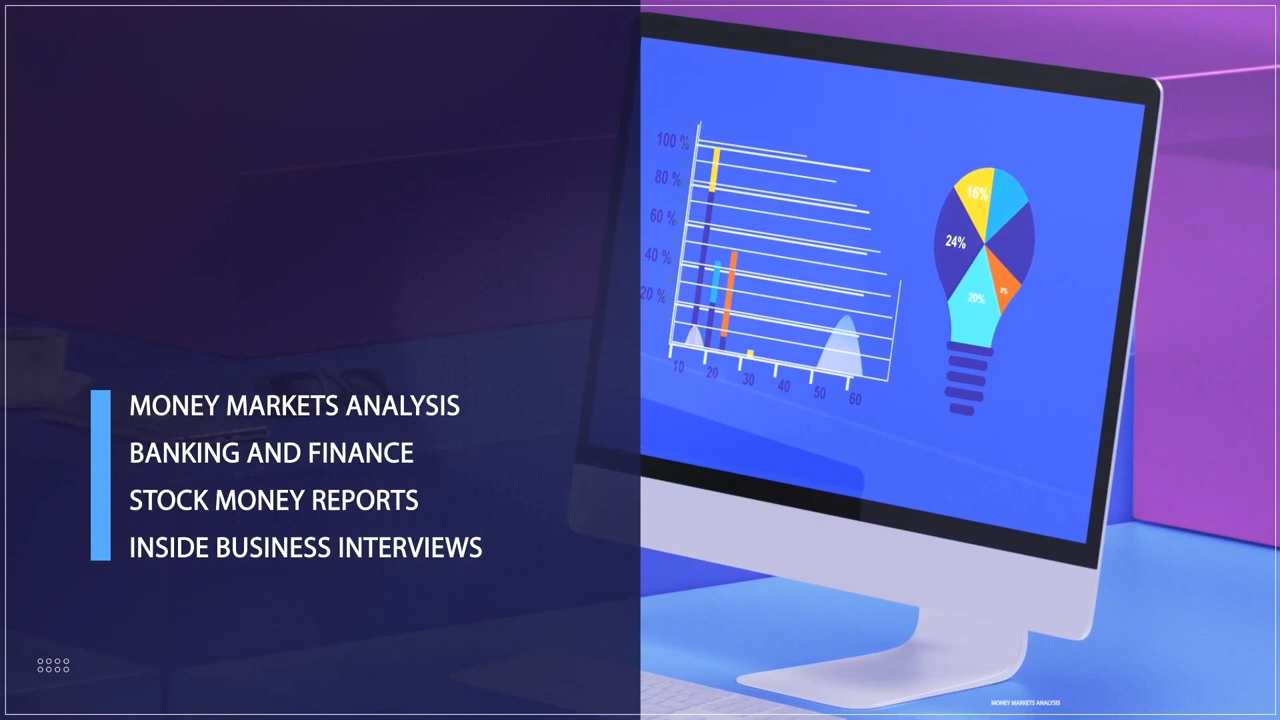 MONEY MARKETS ANALYSIS
BANKING AND FINANCE
STOCK MONEY REPORTS
INSIDE BUSINESS INTERVIEWS
100 %
80 %
60 %
40 %
20 %
10 20 30 40 50 60
16%
24%
20%
8%
MONEY MARKETS ANALYSIS